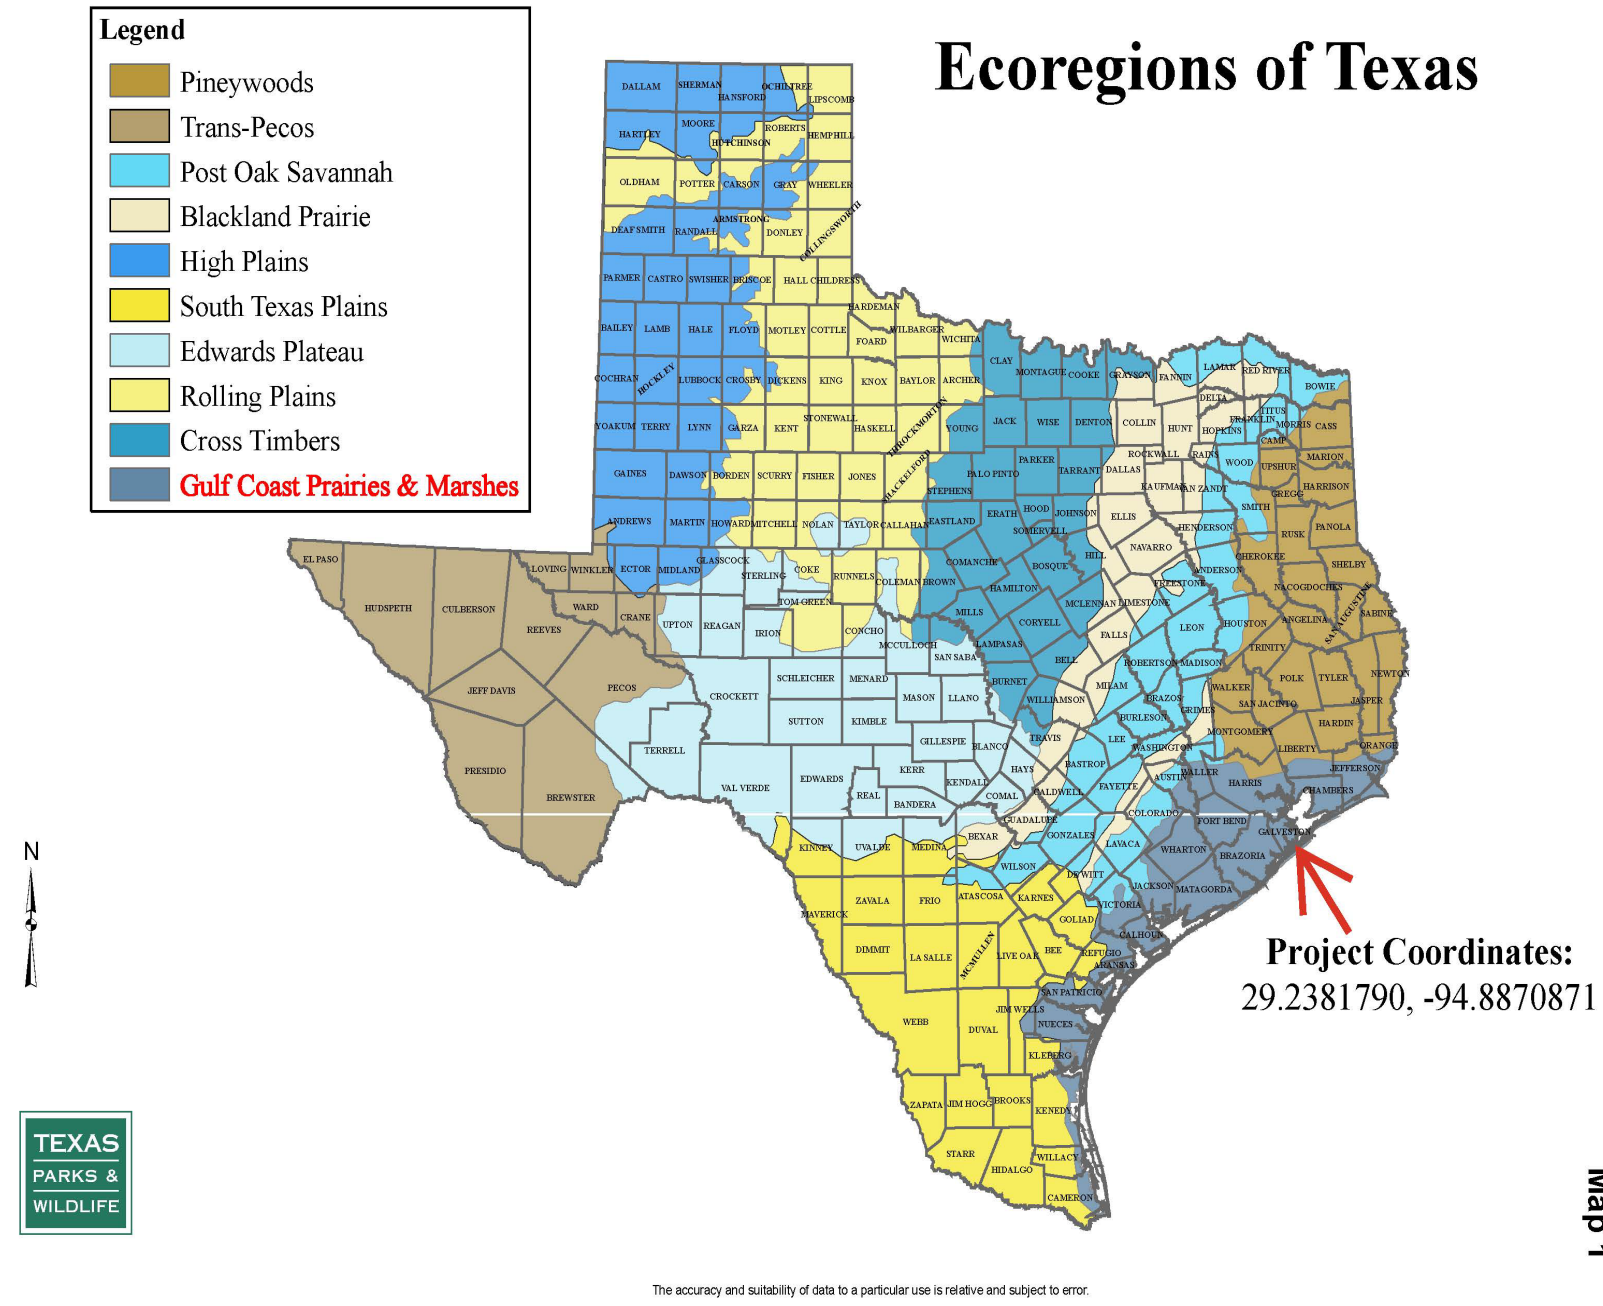 Legend
Pineywoods
Trans-Pecos
Post Oak Savannah
Blackland Prairie
High Plains
South Texas Plains
Edwards Plateau
Rolling Plains
Cross Timbers
Gulf Coast Prairies & Marshes
Ecoregions of Texas
DALLAM
SHERMAN
HANSFORD
OCHILTREE
LIPSCOMB
HARTLEY
MOORE
HUTCHINSON
ROBERTS
HEMPHILL
OLDHAM
POTTER
CARSON
GRAY
WHEELER
DEAF SMITH
RANDALL
ARMSTRONG
DONLEY
COLLINGSWORTH
PARMER
CASTRO
SWISHER
BRISCOE
HALL
CHILDRESS
HARDEMAN
BAILEY
LAMB
HALE
FLOYD
MOTLEY
COTTLE
FOARD
WILBARGER
WICHITA
CLAY
MONTAGUE
COOKE
GRAYSON
FANNIN
LAMAR
RED RIVER
BOWIE
COCHRAN
HOCKLEY
LUBBOCK
CROSBY
DICKENS
KING
KNOX
BAYLOR
ARCHER
DELTA
YOAKUM
TERRY
LYNN
GARZA
KENT
STONEWALL
HASKELL
THROCKMORTON
YOUNG
JACK
WISE
DENTON
COLLIN
HUNT
HOPKINS
FRANKLIN
TITUS
MORRIS
CASS
CAMP
ROCKWALL
RAINS
WOOD
UPSHUR
MARION
GAINES
DAWSON
BORDEN
SCURRY
FISHER
JONES
SHACKELFORD
STEPHENS
PALO PINTO
PARKER
TARRANT
DALLAS
KAUFMAN
VAN ZANDT
SMITH
GREGG
HARRISON
ANDREWS
MARTIN
HOWARD
MITCHELL
NOLAN
TAYLOR
CALLAHAN
EASTLAND
ERATH
HOOD
SOMERVELL
JOHNSON
ELLIS
HENDERSON
RUSK
PANOLA
EL PASO
LOVING
WINKLER
ECTOR
MIDLAND
GLASSCOCK
STERLING
COKE
RUNNELS
COLEMAN
BROWN
COMANCHE
BOSQUE
HILL
NAVARRO
ANDERSON
CHEROKEE
SHELBY
HUDSPETH
CULBERSON
REEVES
WARD
CRANE
UPTON
REAGAN
IRION
TOM GREEN
CONCHO
MCCULLOCH
MILLS
HAMILTON
CORYELL
MCLENNAN
LIMESTONE
FREESTONE
NACOGDOCHES
SAN AUGUSTINE
SABINE
LAMPASAS
SAN SABA
FALLS
LEON
HOUSTON
ANGELINA
TRINITY
JEFF DAVIS
PECOS
CROCKETT
SCHLEICHER
MENARD
MASON
LLANO
BURNET
BELL
ROBERTSON
MADISON
WALKER
POLK
TYLER
NEWTON
WILLIAMSON
MILAM
BRAZOS
GRIMES
SAN JACINTO
JASPER
SUTTON
KIMBLE
GILLESPIE
BLANCO
TRAVIS
LEE
BURLESON
WASHINGTON
MONTGOMERY
LIBERTY
HARDIN
ORANGE
PRESIDIO
BREWSTER
TERRELL
VAL VERDE
EDWARDS
REAL
KERR
BANDERA
KENDALL
COMAL
HAYS
CALDWELL
BASTROP
FAYETTE
AUSTIN
WALLER
HARRIS
JEFFERSON
CHAMBERS
COLORADO
FORT BEND
GALVESTON
KINNEY
UVALDE
MEDINA
BEXAR
GUADALUPE
GONZALES
LAVACA
WHARTON
BRAZORIA
WILSON
DEWITT
JACKSON
MATAGORDA
MAVERICK
ZAVALA
FRIO
ATASCOSA
KARNES
VICTORIA
GOLIAD
CALHOUN
DIMMIT
LA SALLE
MCMULLEN
LIVE OAK
BEE
REFUGIO
ARANSAS
SAN PATRICIO
WEBB
DUVAL
JIM WELLS
NUECES
KLEBERG
ZAPATA
JIM HOGG
BROOKS
KENEDY
STARR
HIDALGO
WILLACY
CAMERON
Project Coordinates:
29.2381790, -94.8870871
N
TEXAS
PARKS &
WILDLIFE
Map 1
The accuracy and suitability of data to a particular use is relative and subject to error.